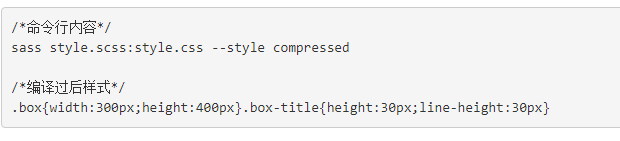 /*命令行内容*/
sass style.scss:style.css --style compressed
/*编译过后样式*/
.box{width:300px;height:400px}.box-title{height:30px;line-height:30px}